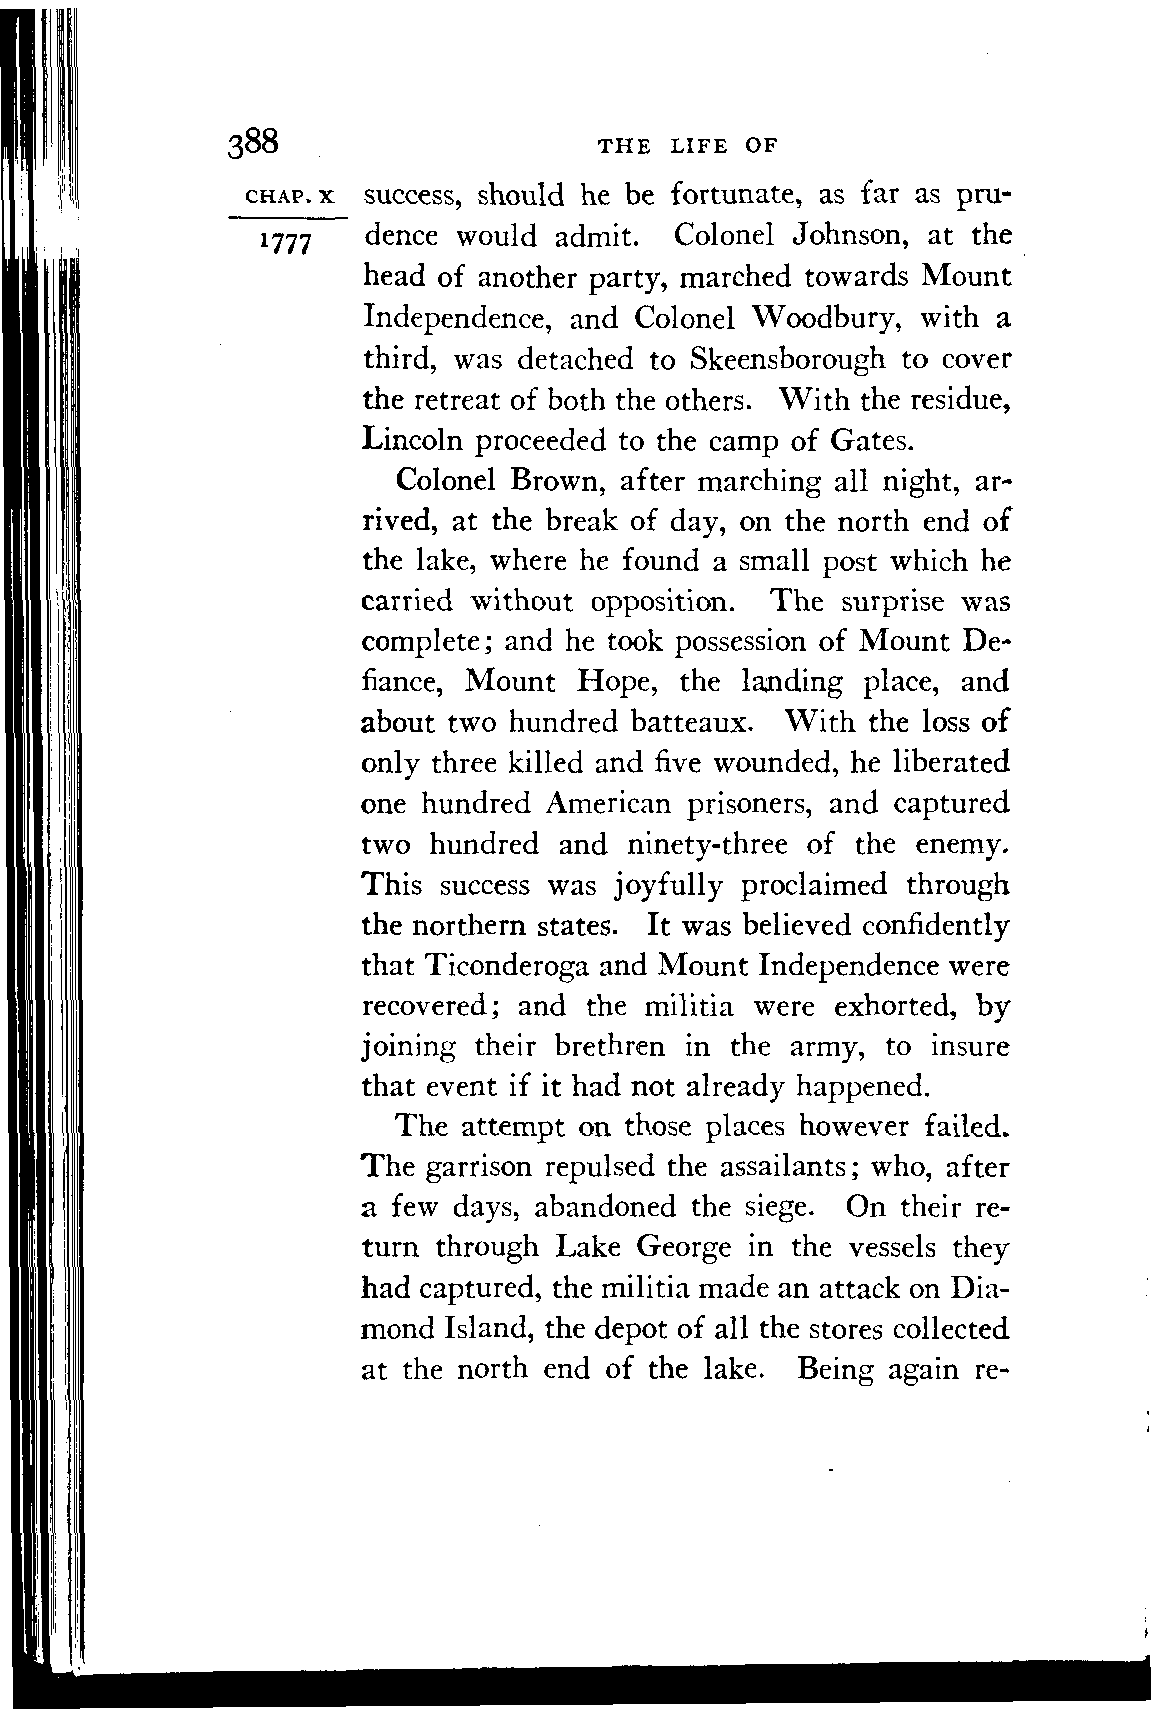 388 THE LIFE OF
CHAP. X success, should he be fortunate, as far as pru-
1777 dence would admit. Colonel Johnson, at the
head of another party, marched towards Mount
Independence, and Colonel Woodbury, with a
third, was detached to Skeensborough to cover
the retreat of both the others. With the residue,
Lincoln proceeded to the camp of Gates.
Colonel Brown, after marching all night, ar-
rived, at the break of day, on the north end of
the lake, where he found a small post which he
carried without opposition. The surprise was
complete; and he took possession of Mount De-
fiance, Mount Hope, the landing place, and
about two hundred batteaux. With the loss of
only three killed and five wounded, he liberated
one hundred American prisoners, and captured
two hundred and ninety-three of the enemy.
This success was joyfully proclaimed through
the northern states. It was believed confidently
that Ticonderoga and Mount Independence were
recovered; and the militia were exhorted, by
joining their brethren in the army, to insure
that event if it had not already happened.
The attempt on those places however failed.
The garrison repulsed the assailants; who, after
a few days, abandoned the siege. On their re-
turn through Lake George in the vessels they
had captured, the militia made an attack on Dia-
mond Island, the depot of all the stores collected
at the north end of the lake. Being again re-